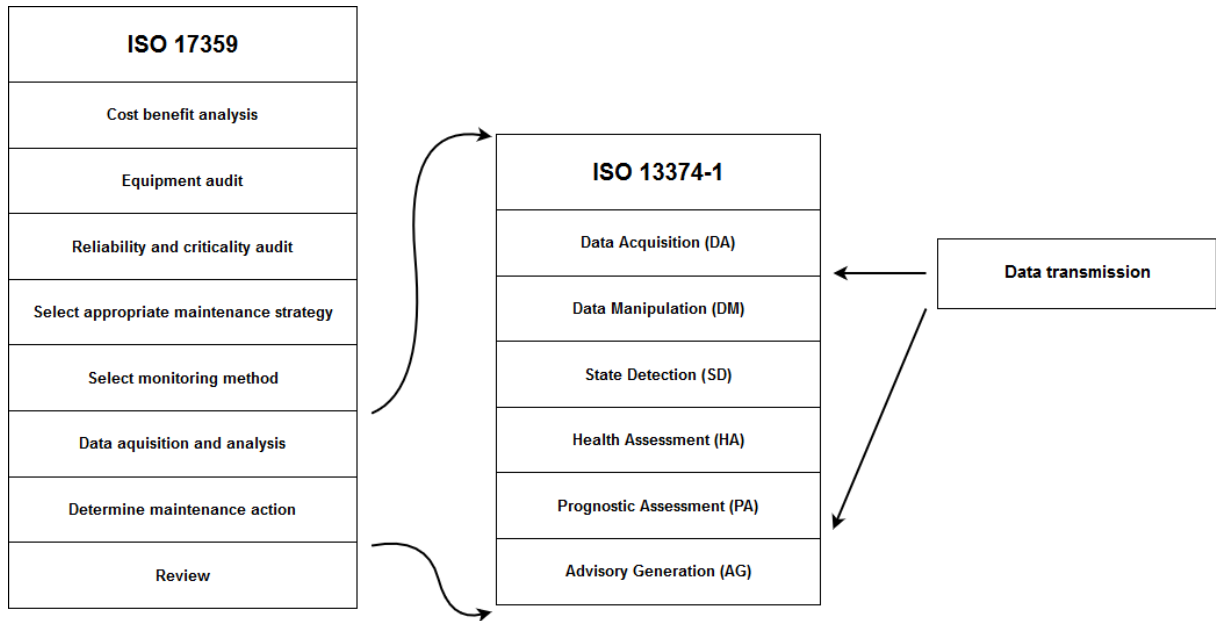 ISO 17359
Cost benefit analysis
Equipment audit
Reliability and criticality audit
Select appropriate maintenance strategy
Select monitoring method
Data aquisition and analysis
Determine maintenance action
Review
ISO 13374-1
Data Acquisition (DA)
Data Manipulation (DM)
State Detection (SD)
Health Assessment (HA)
Prognostic Assessment (PA)
Advisory Generation (AG)
Data transmission